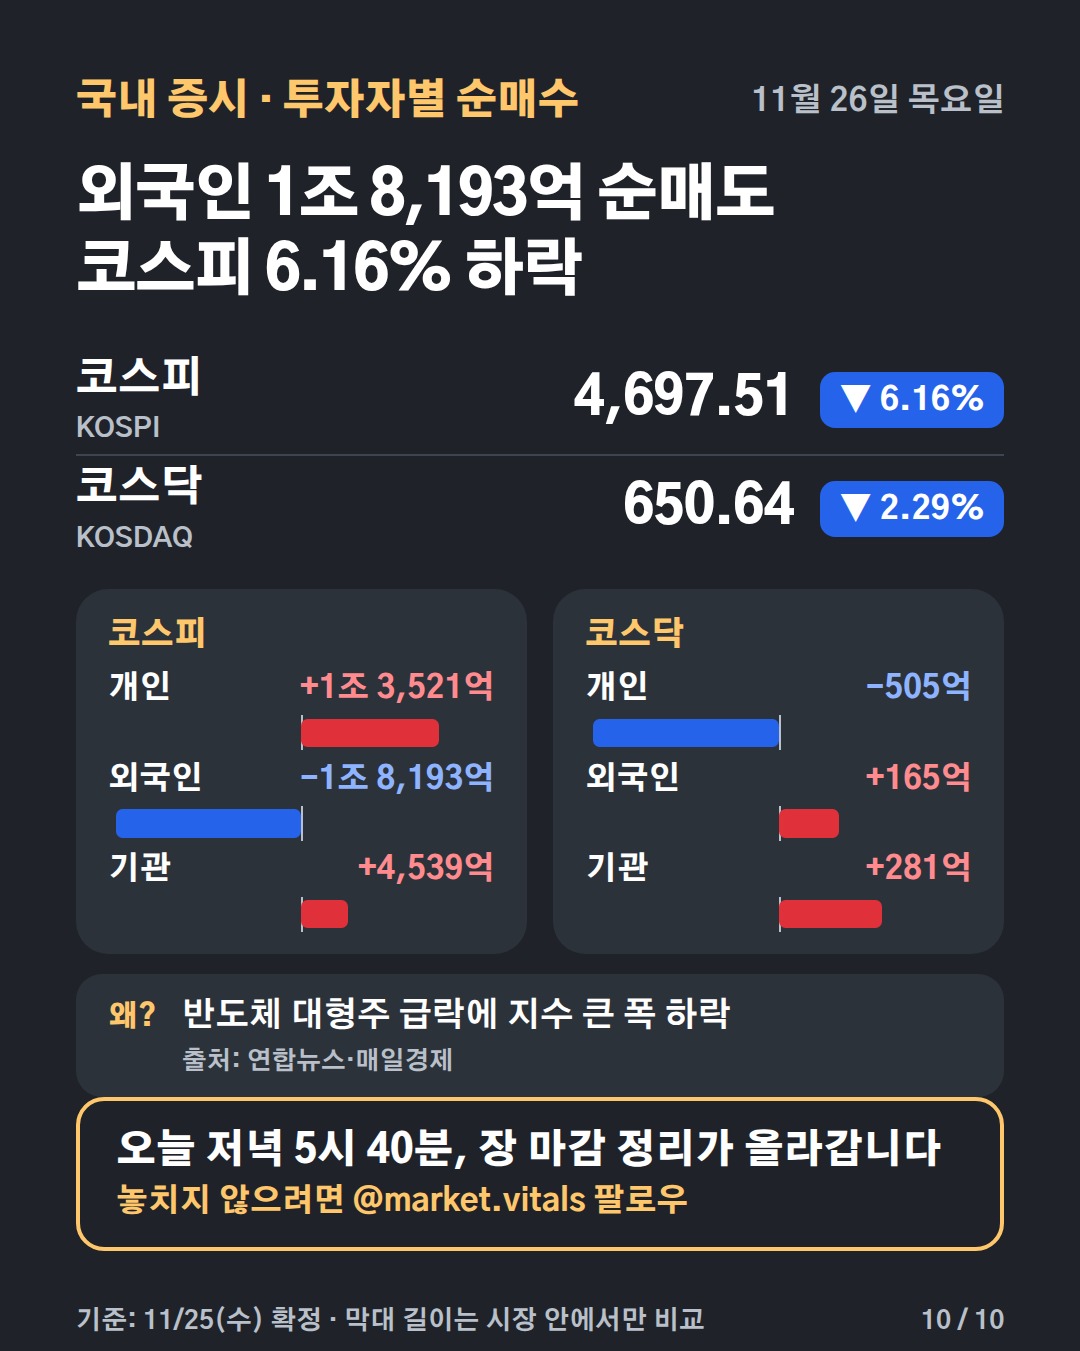 국내 증시 · 투자자별 순매수
11월 26일 목요일
외국인 1조 8,193억 순매도
코스피 6.16% 하락
코스피
KOSPI
4,697.51
▼ 6.16%
코스닥
KOSDAQ
650.64
▼ 2.29%
코스피
개인 +1조 3,521억
외국인 −1조 8,193억
기관 +4,539억
코스닥
개인 −505억
외국인 +165억
기관 +281억
왜? 반도체 대형주 급락에 지수 큰 폭 하락
출처: 연합뉴스·매일경제
오늘 저녁 5시 40분, 장 마감 정리가 올라갑니다
놓치지 않으려면 @market.vitals 팔로우
기준: 11/25(수) 확정 · 막대 길이는 시장 안에서만 비교
10 / 10